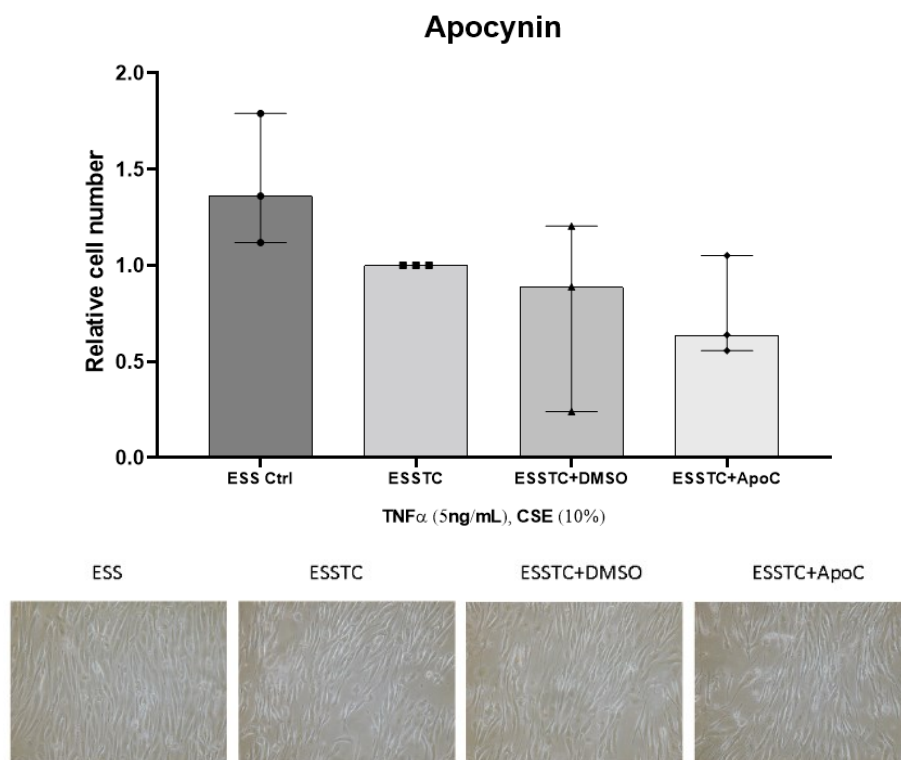 Apocynin
2.0
1.5
1.0
0.5
0.0
Relative cell number
ESS Ctrl
ESSTC
ESSTC+DMSO
ESSTC+ApoC
TNFα (5ng/mL), CSE (10%)
ESS
ESSTC
ESSTC+DMSO
ESSTC+ApoC